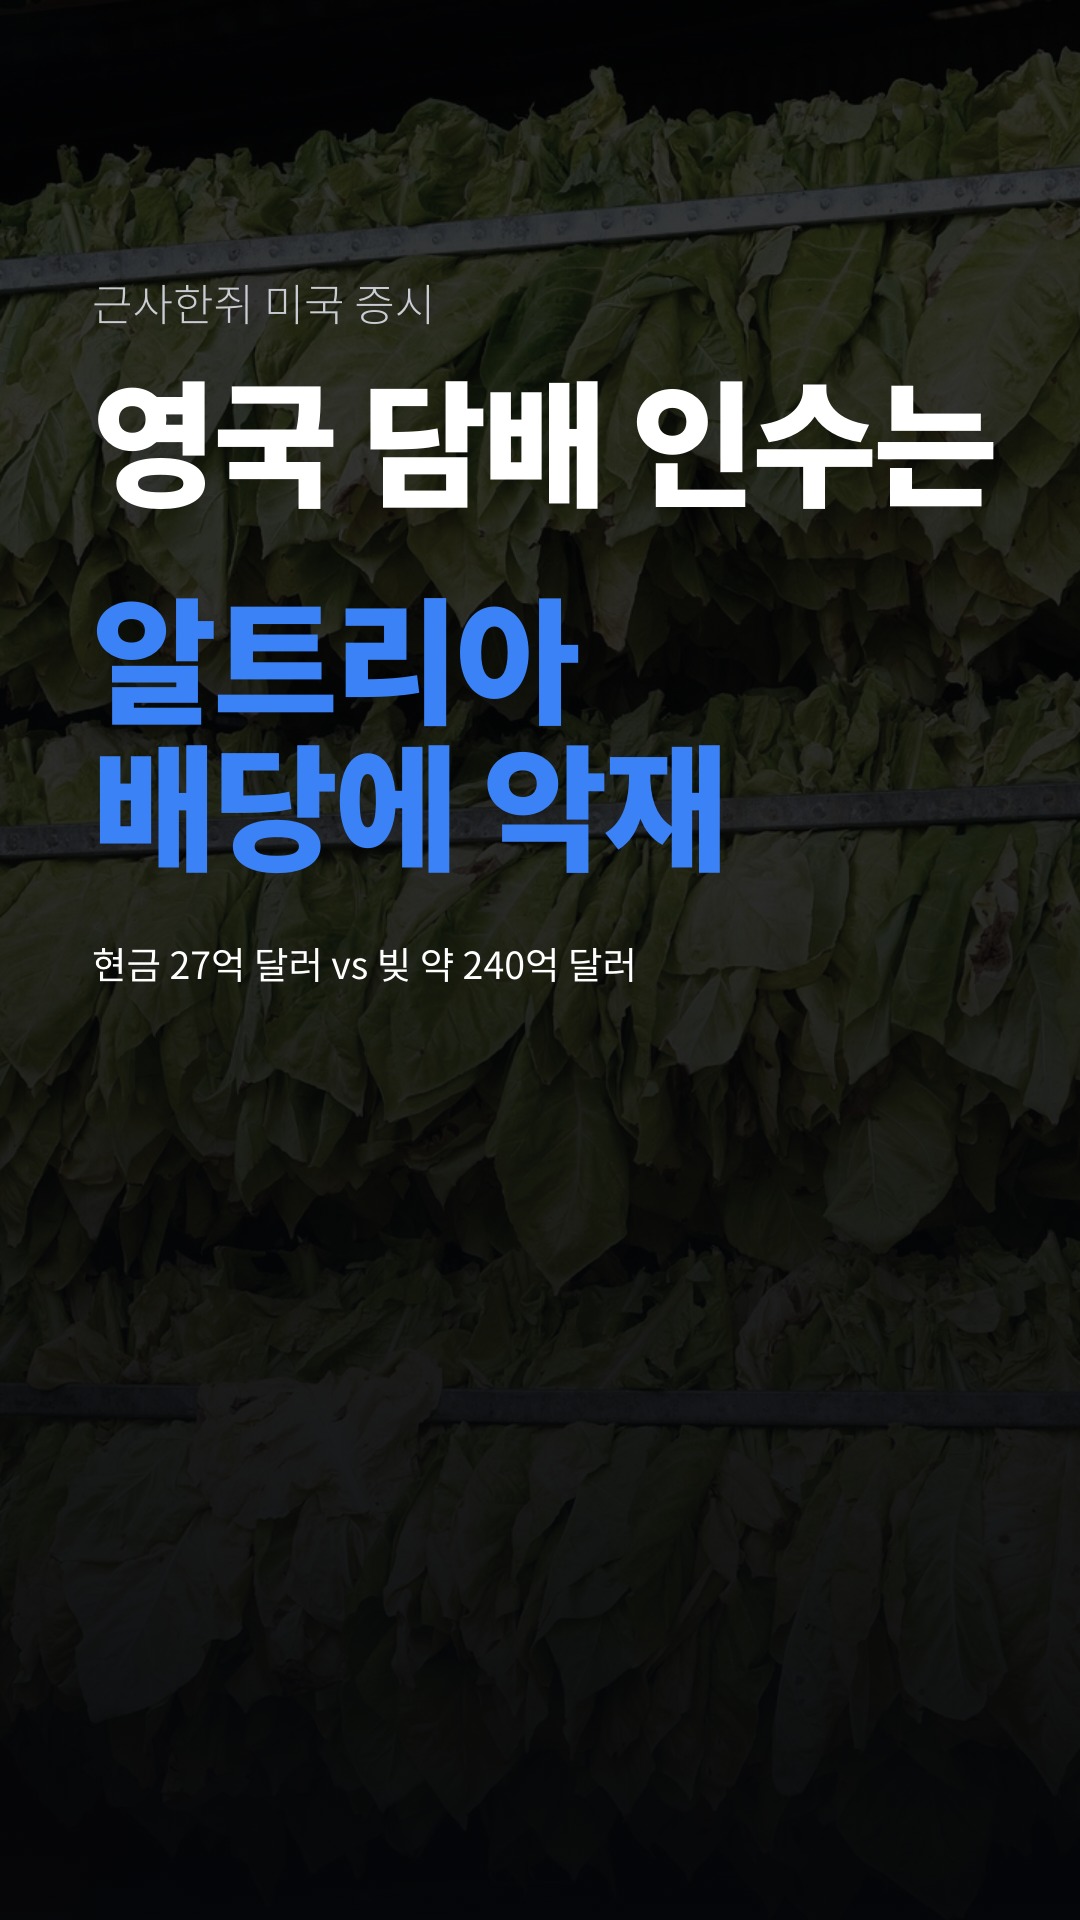 근사한쥐 미국 증시
영국 담배 인수는
알트리아
배당에 악재
현금 27억 달러 vs 빚 약 240억 달러